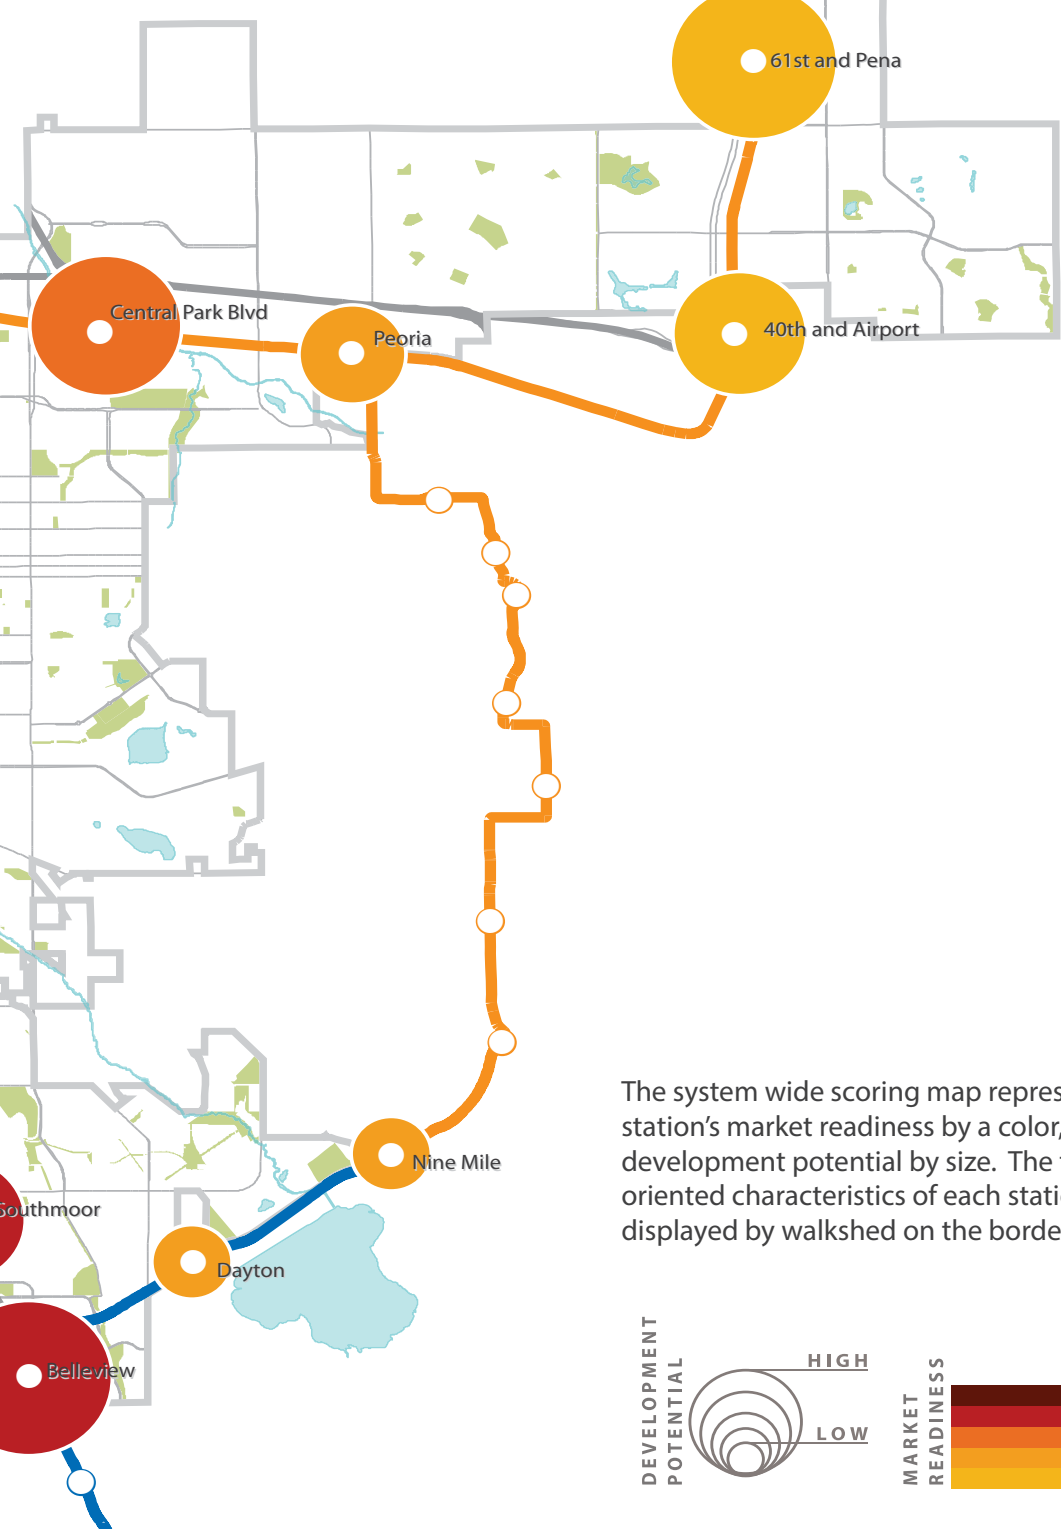 61st and Pena
Central Park Blvd
Peoria
40th and Airport
Nine Mile
Southmoor
Dayton
Belleview
The system wide scoring map repres
station's market readiness by a color,
development potential by size. The
oriented characteristics of each stati
displayed by walkshed on the borde
DEVELOPMENT
POTENTIAL
HIGH
LOW
MARKET
READINESS